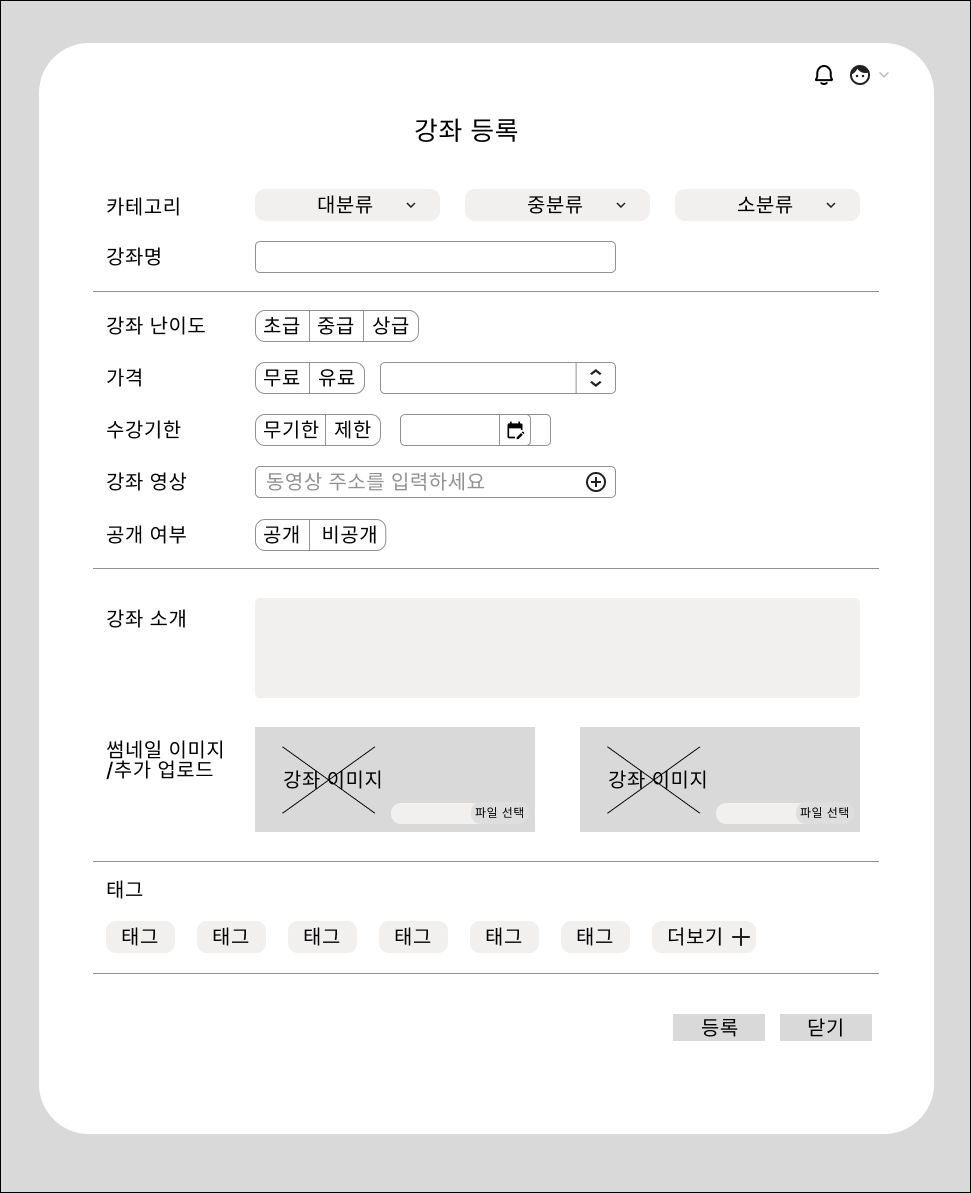 강좌 등록
카테고리 대분류 중분류 소분류
강좌명
강좌 난이도 초급 중급 상급
가격 무료 유료
수강기한 무기한 제한
강좌 영상 동영상 주소를 입력하세요
공개 여부 공개 비공개
강좌 소개
썸네일 이미지
/추가 업로드
강좌 이미지 강좌 이미지
파일 선택 파일 선택
태그
태그 태그 태그 태그 태그 태그 더보기
등록 닫기